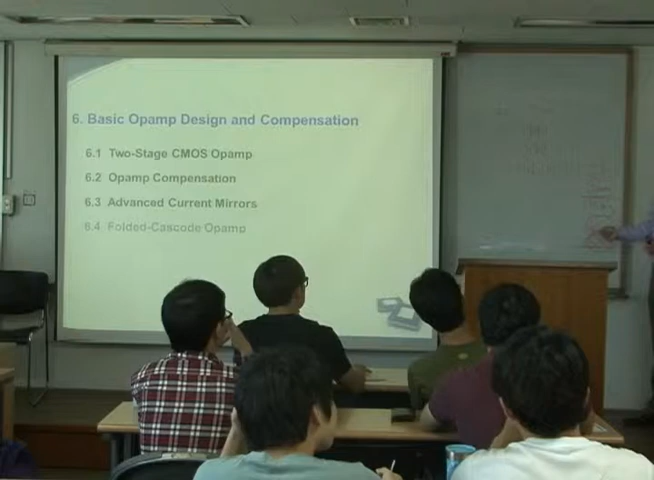 6. Basic Opamp Design and Compensation
6.1 Two-Stage CMOS Opamp
6.2 Opamp Compensation
6.3 Advanced Current Mirrors
6.4 Folded-Cascode Opamp